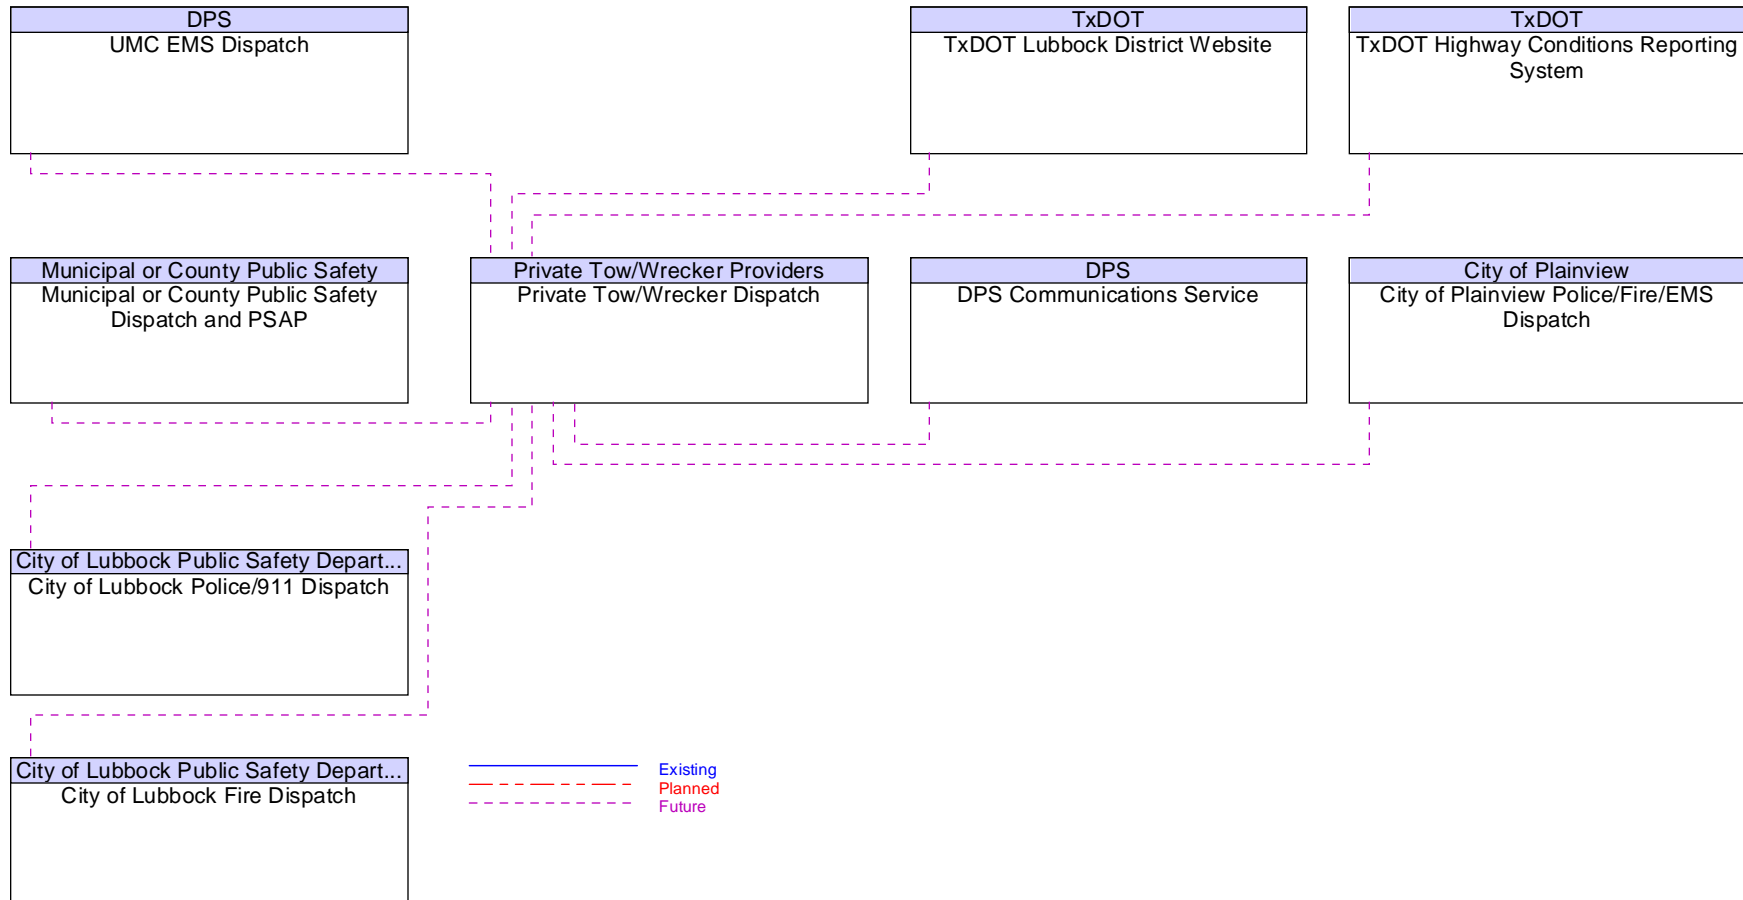 DPS
UMC EMS Dispatch
TxDOT
TxDOT Lubbock District Website
TxDOT
TxDOT Highway Conditions Reporting
System
Municipal or County Public Safety
Municipal or County Public Safety
Dispatch and PSAP
Private Tow/Wrecker Providers
Private Tow/Wrecker Dispatch
DPS
DPS Communications Service
City of Plainview
City of Plainview Police/Fire/EMS
Dispatch
City of Lubbock Public Safety Depart...
City of Lubbock Police/911 Dispatch
City of Lubbock Public Safety Depart...
City of Lubbock Fire Dispatch
Existing
Planned
Future